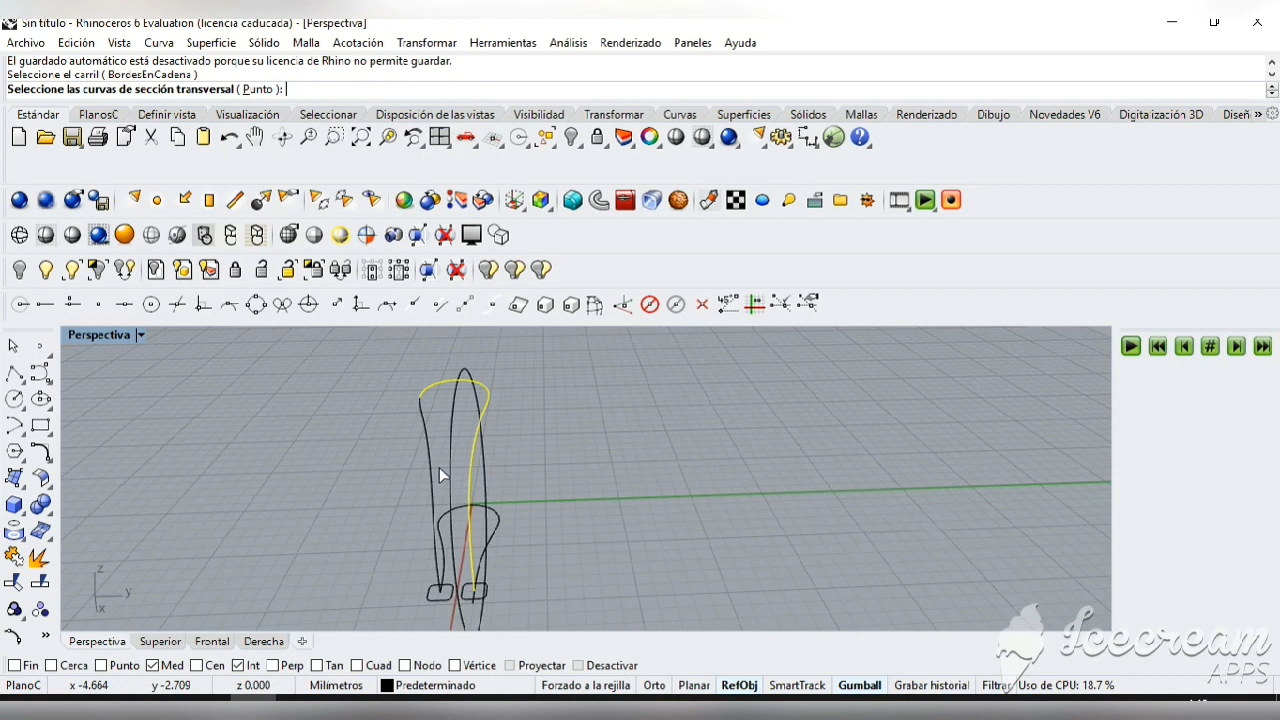 Sin título - Rhinoceros 6 Evaluation (licencia caducada) - [Perspectiva]
Archivo Edición Vista Curva Superficie Sólido Malla Acotación Transformar Herramientas Análisis Renderizado Paneles Ayuda
El guardado automático está desactivado porque su licencia de Rhino no permite guardar.
Seleccione el carril ( BordesEnCadena )
Seleccione las curvas de sección transversal ( Punto ):
Estándar PlanosC Definir vista Visualización Seleccionar Disposición de las vistas Visibilidad Transformar Curvas Superficies Sólidos Mallas Renderizado Dibujo Novedades V6 Digitalización 3D Diseñ »
Perspectiva
z
y
x
Perspectiva Superior Frontal Derecha
Fin Cerca Punto Med Cen Int Perp Tan Cuad Nodo Vértice Proyectar Desactivar
PlanoC x -4.664 y -2.709 z 0.000 Milímetros Predeterminado Forzado a la rejilla Orto Planar RefObj SmartTrack Gumball Grabar historial Filtrar Uso de CPU: 18.7 %
Icecream
APPS